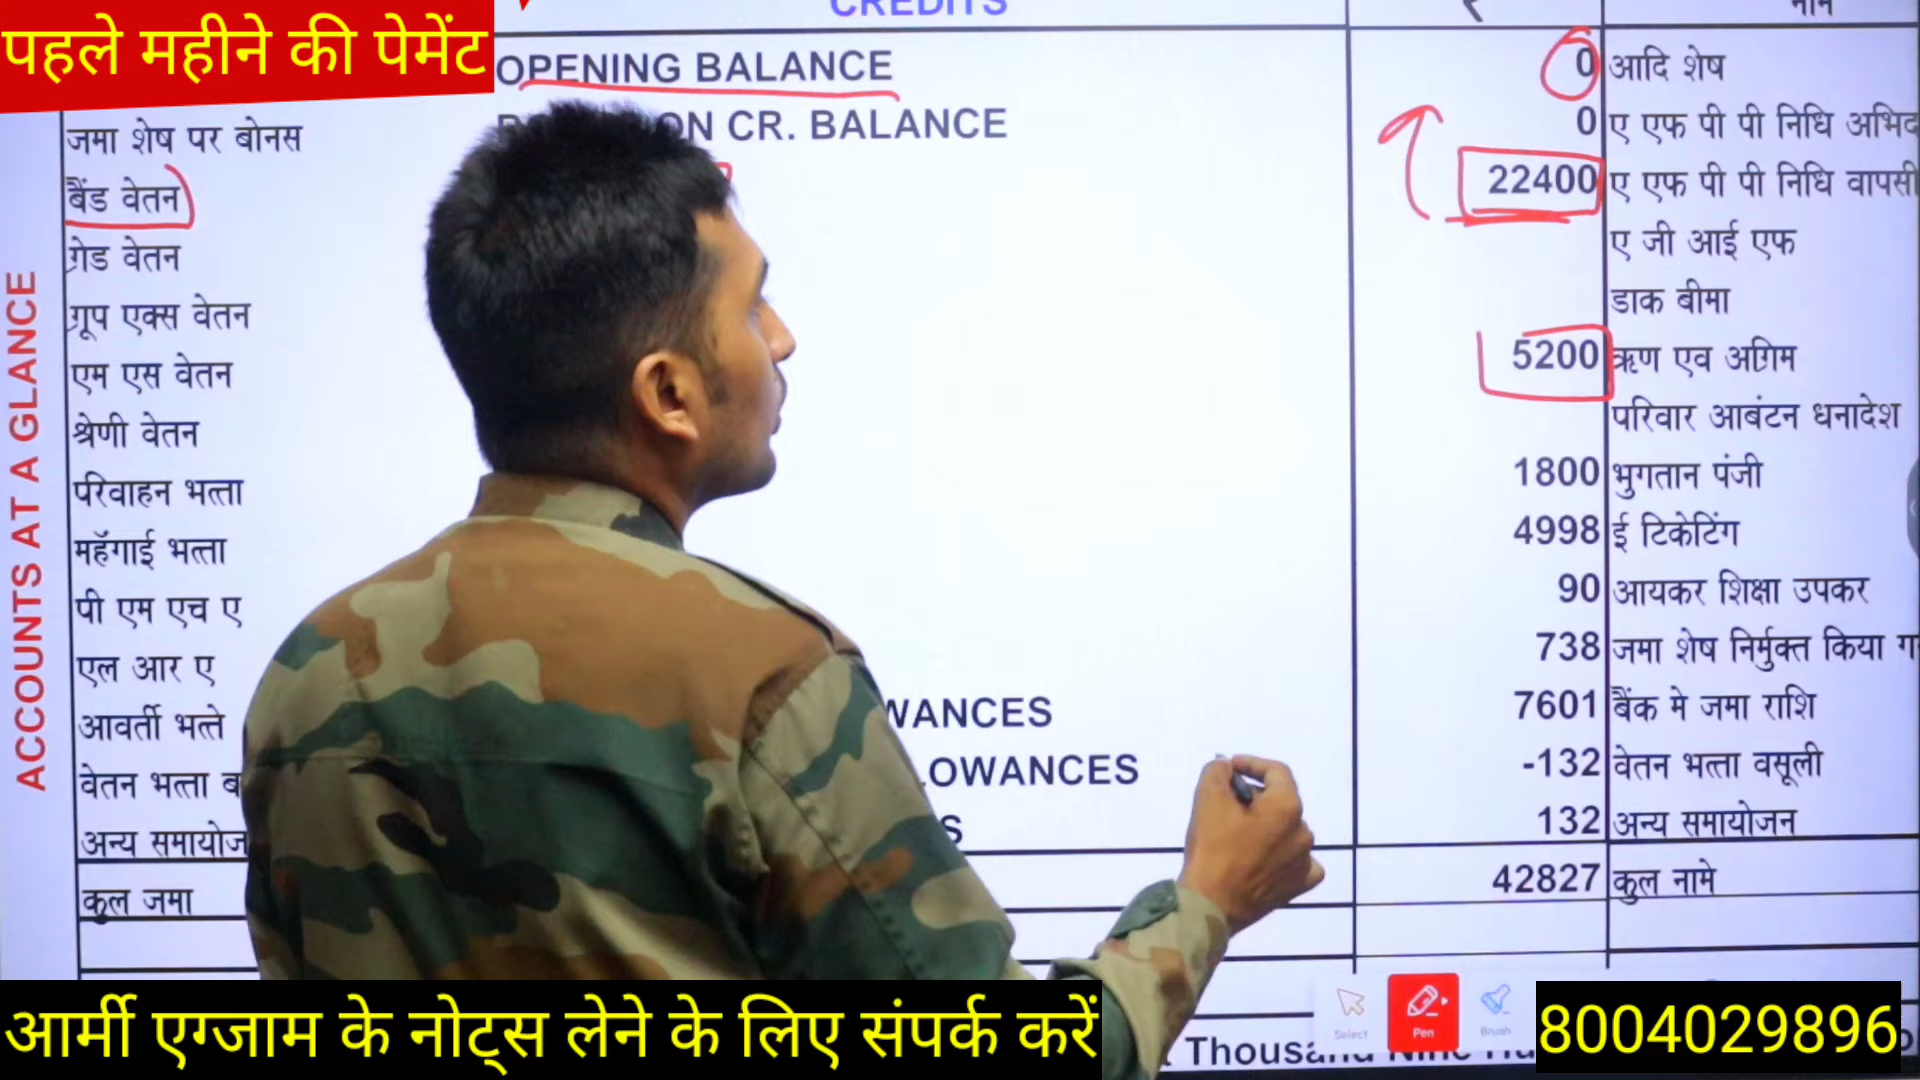 पहले महीने की पेमेंट
CREDITS
नाम
OPENING BALANCE
0
आदि शेष
जमा शेष पर बोनस
ON CR. BALANCE
0
ए एफ पी पी निधि
बैंड वेतन
22400
ए एफ पी पी निधि वापसी
ग्रेड वेतन
ए जी आई एफ
ग्रूप एक्स वेतन
डाक बीमा
एम एस वेतन
5200
ऋण एव अग्रिम
श्रेणी वेतन
परिवार आबंटन धनादेश
परिवाहन भत्ता
1800
भुगतान पंजी
महॅगाई भत्ता
4998
ई टिकेटिंग
पी एम एच ए
90
आयकर शिक्षा उपकर
एल आर ए
738
जमा शेष निर्मुक्त किया
आवर्ती भत्ते
WANCES
7601
बैंक मे जमा राशि
वेतन भत्ता
LOWANCES
-132
वेतन भत्ता वसूली
अन्य समायोज
S
132
अन्य समायोजन
कुल जमा
42827
कुल नामे
ACCOUNTS AT A GLANCE
Select
Pen
Brush
आर्मी एग्जाम के नोट्स लेने के लिए संपर्क करें
8004029896